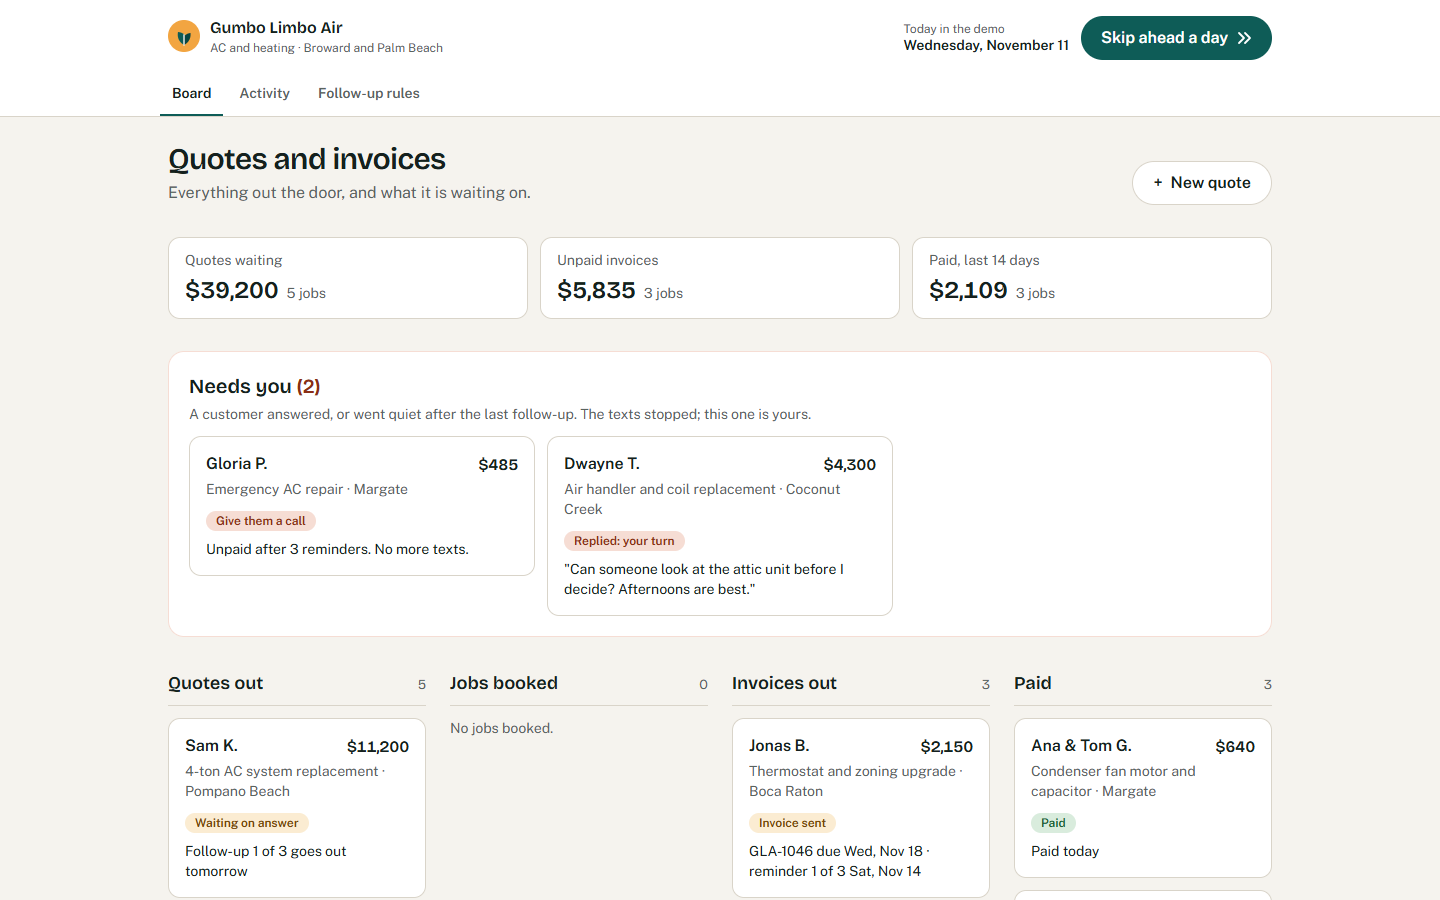 Gumbo Limbo Air
AC and heating · Broward and Palm Beach
Today in the demo
Wednesday, November 11
Skip ahead a day
Board
Activity
Follow-up rules
Quotes and invoices
Everything out the door, and what it is waiting on.
+ New quote
Quotes waiting
$39,200 5 jobs
Unpaid invoices
$5,835 3 jobs
Paid, last 14 days
$2,109 3 jobs
Needs you (2)
A customer answered, or went quiet after the last follow-up. The texts stopped; this one is yours.
Gloria P.
$485
Emergency AC repair · Margate
Give them a call
Unpaid after 3 reminders. No more texts.
Dwayne T.
$4,300
Air handler and coil replacement · Coconut
Creek
Replied: your turn
"Can someone look at the attic unit before I
decide? Afternoons are best."
Quotes out
5
Sam K.
$11,200
4-ton AC system replacement ·
Pompano Beach
Waiting on answer
Follow-up 1 of 3 goes out
tomorrow
Jobs booked
0
No jobs booked.
Invoices out
3
Jonas B.
$2,150
Thermostat and zoning upgrade ·
Boca Raton
Invoice sent
GLA-1046 due Wed, Nov 18 ·
reminder 1 of 3 Sat, Nov 14
Paid
3
Ana & Tom G.
$640
Condenser fan motor and
capacitor · Margate
Paid
Paid today